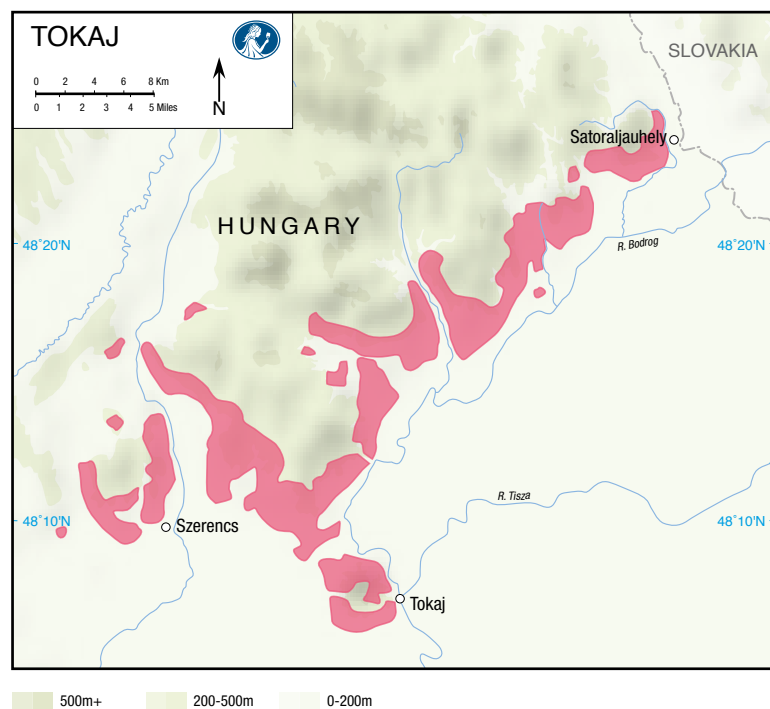 TOKAJ
0 2 4 6 8 Km
0 1 2 3 4 5 Miles
N
SLOVAKIA
Satoraljauhely
HUNGARY
48°20'N
R. Bodrog
48°20'N
R. Tisza
48°10'N
Szerencs
48°10'N
Tokaj
500m+ 200-500m 0-200m